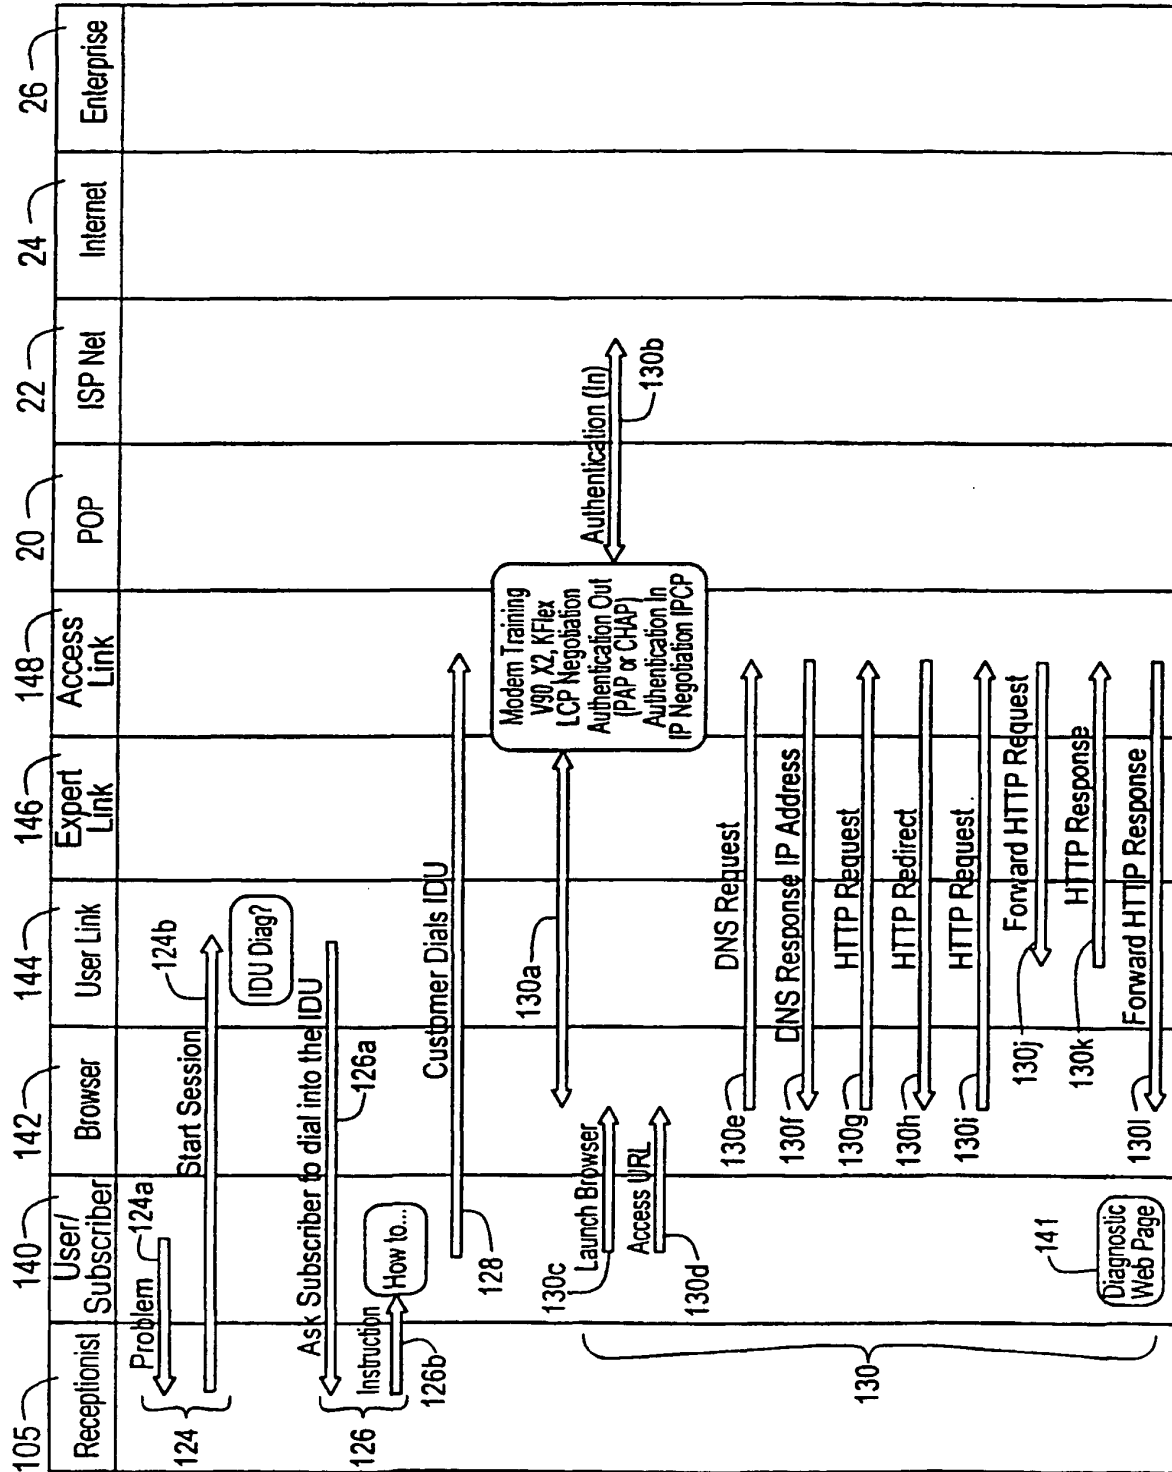 105
140
142
144
146
148
20
22
24
26
Receptionist
User/
Subscriber
Browser
User Link
Expert
Link
Access
Link
POP
ISP Net
Internet
Enterprise
Problem
124a
Start Session
124b
124
IDU Diag?
Ask Subscriber to dial into the IDU
126a
Instruction
How to...
126b
126
Customer Dials IDU
128
130a
Modem Training
V90, X2, KFlex
LCP Negotiation
Authentication Out
(PAP or CHAP)
Authentication In
IP Negotiation IPCP
Authentication (In)
130b
Launch Browser
130c
Access URL
130d
DNS Request
130e
DNS Response IP Address
130f
HTTP Request
130g
HTTP Redirect
130h
HTTP Request
130i
Forward HTTP Request
130j
HTTP Response
130k
Forward HTTP Response
130l
141
Diagnostic
Web Page
130